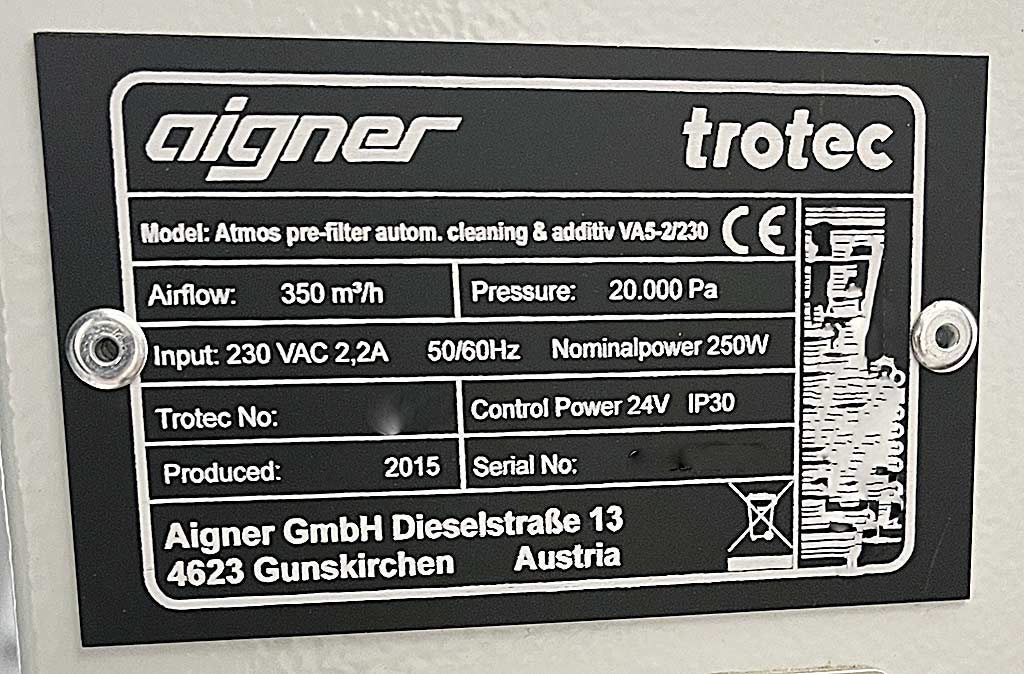 aigner trotec
Model: Atmos pre-filter autom. cleaning & additiv VA5-2/230 CE
Airflow: 350 m³/h Pressure: 20.000 Pa
Input: 230 VAC 2,2A 50/60Hz Nominalpower 250W
Trotec No: Control Power 24V IP30
Produced: 2015 Serial No:
Aigner GmbH Dieselstraße 13
4623 Gunskirchen Austria